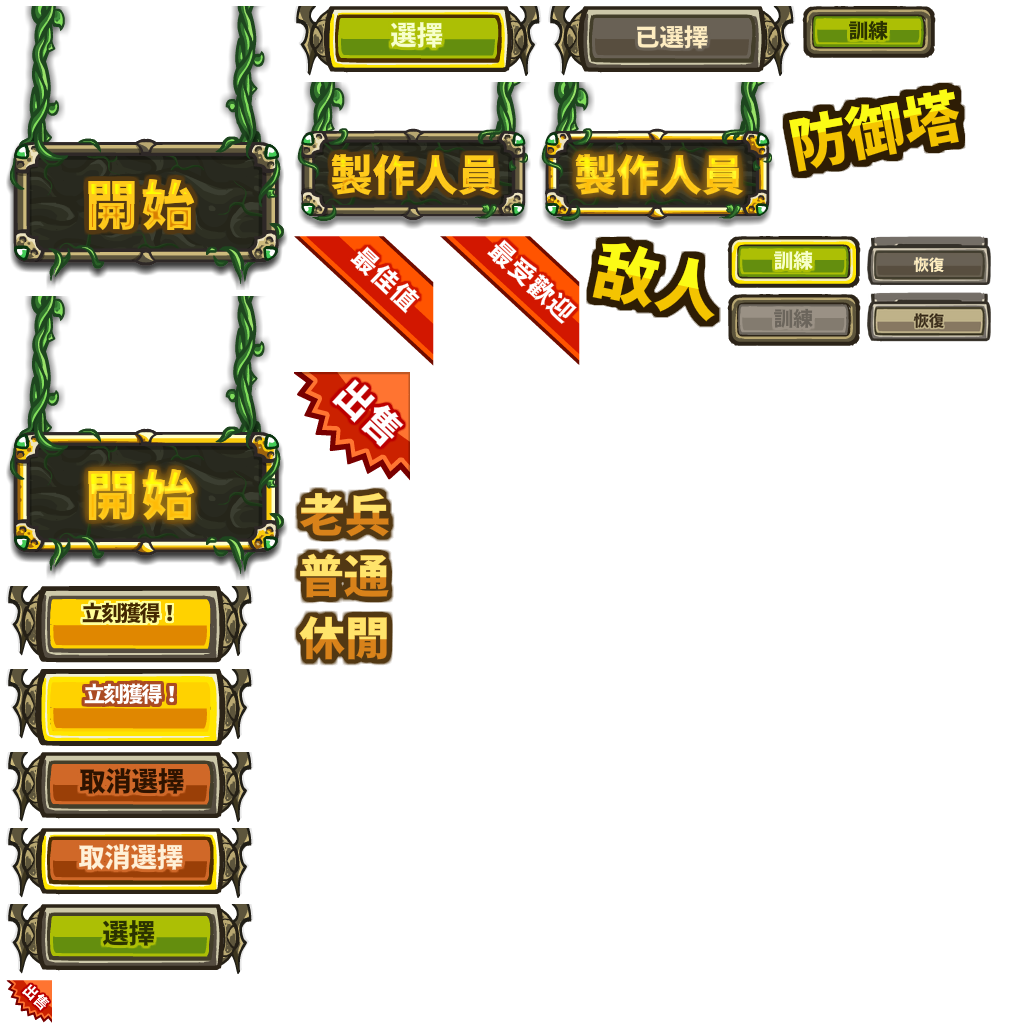 選擇
已選擇
訓練
開始
製作人員
製作人員
防御塔
最佳值
最受歡迎
敌人
訓練
恢復
訓練
恢復
開始
出售
老兵
普通
休閒
立刻獲得！
立刻獲得！
取消選擇
取消選擇
選擇
出售